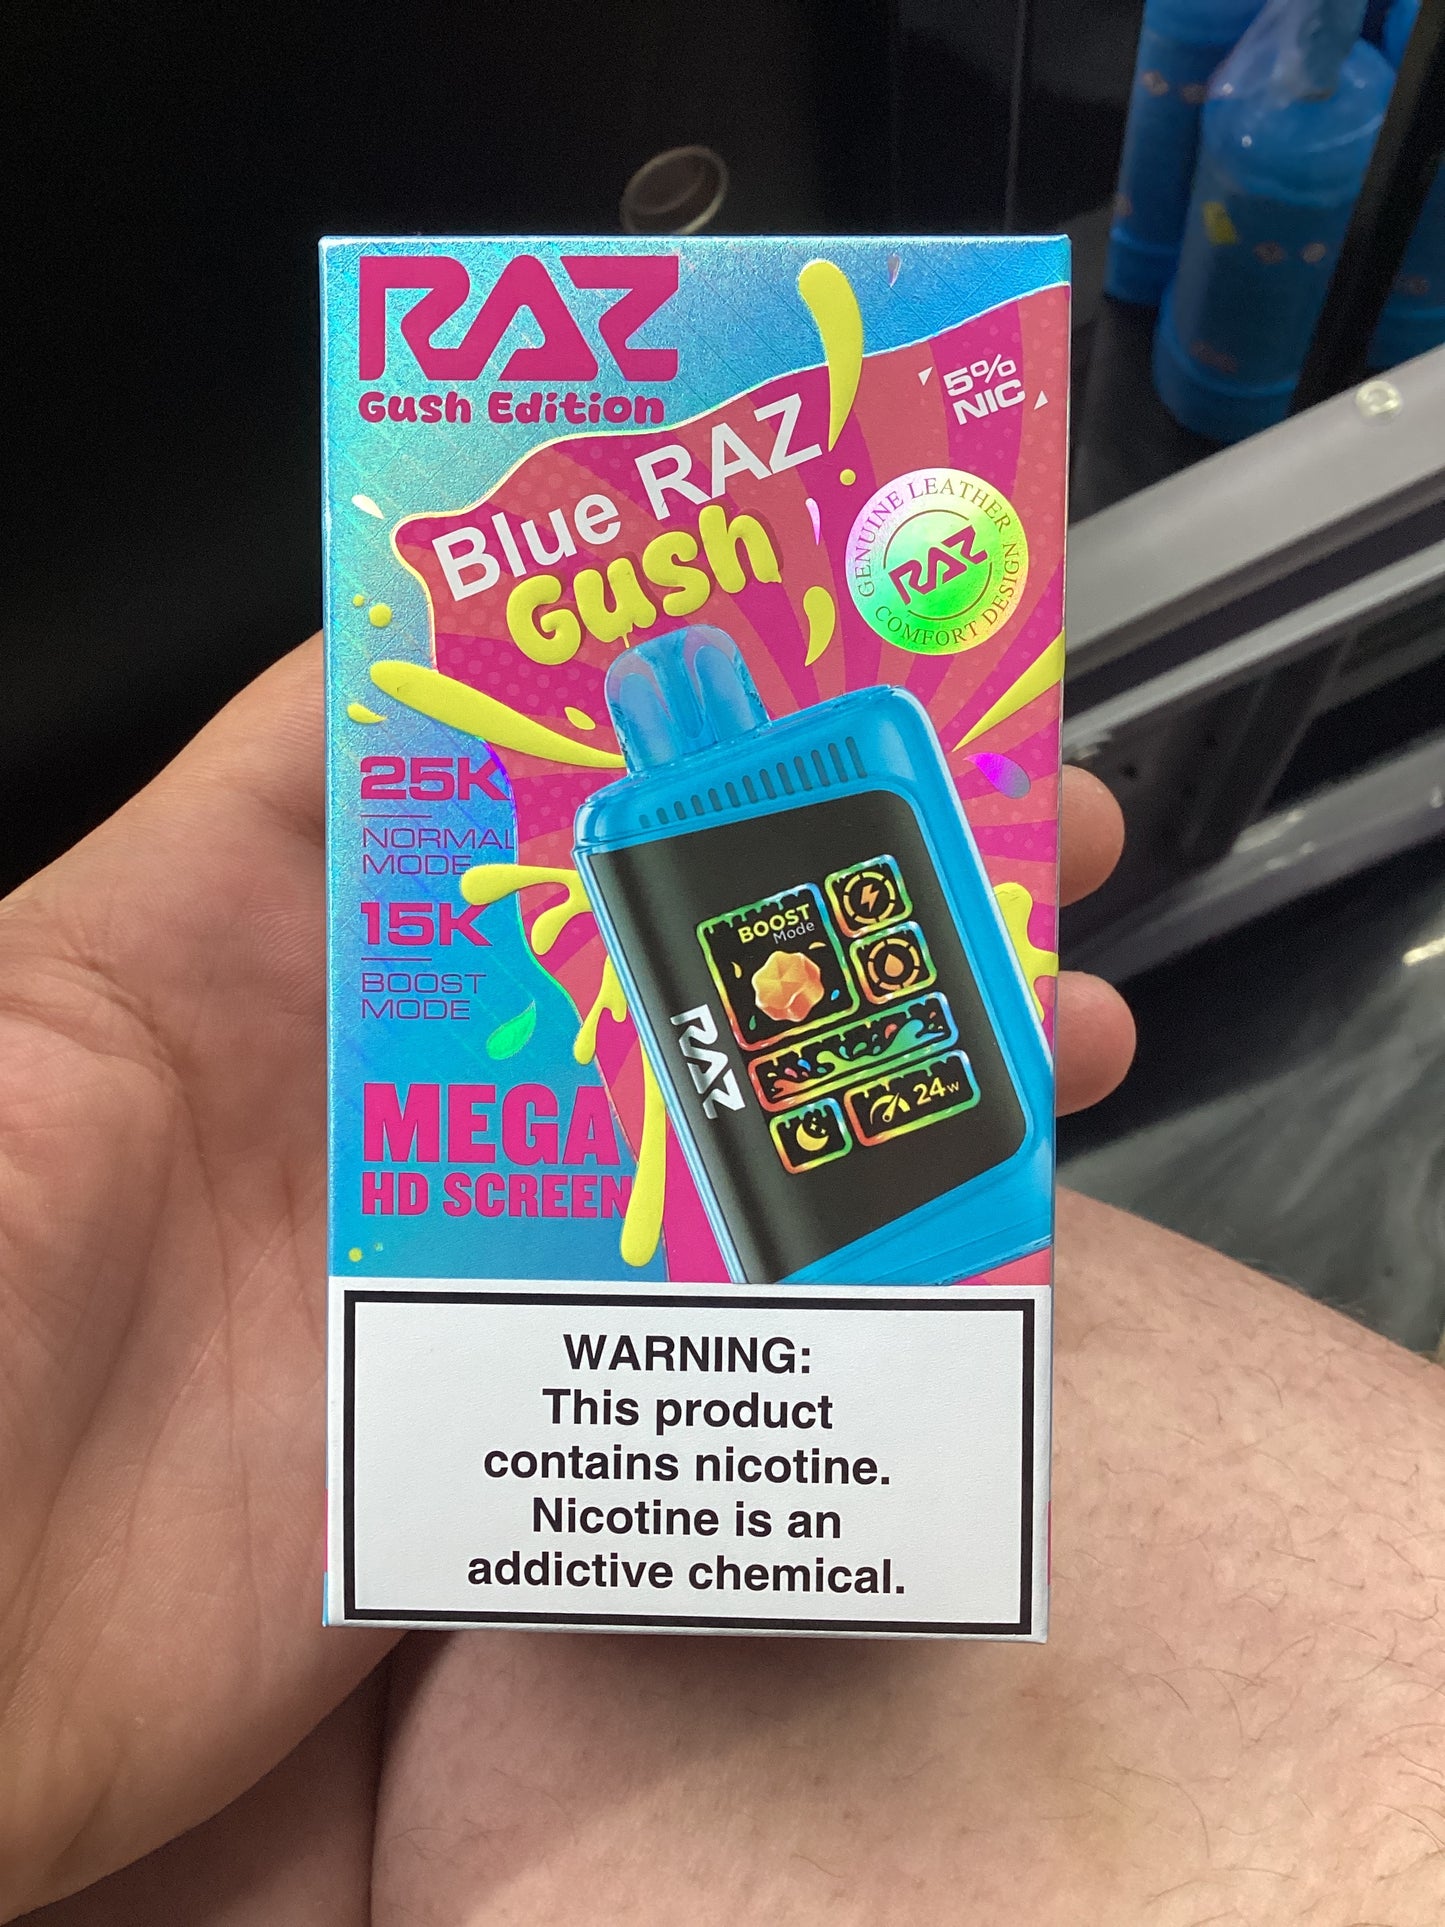 RAZ
Gush Edition
5%
NIC
Blue RAZ
Gush
GENUINE LEATHER
RAZ
COMFORT DESIGN
25K
NORMAL
MODE
15K
BOOST
MODE
MEGA
HD SCREEN
BOOST
Mode
RAZ
24W
WARNING:
This product
contains nicotine.
Nicotine is an
addictive chemical.